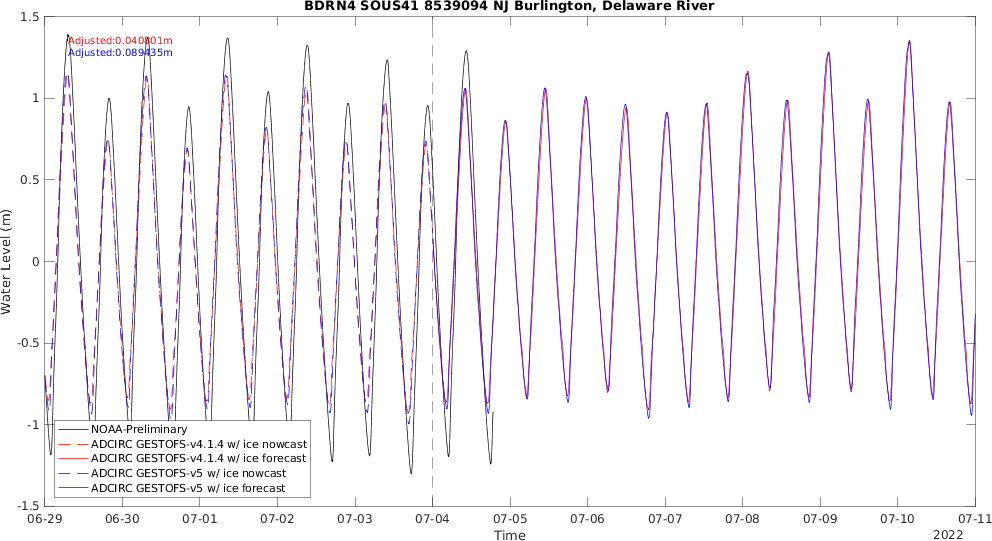 BDRN4 SOUS41 8539094 NJ Burlington, Delaware River
Adjusted:0.040801m
Adjusted:0.089435m
1.5
1
0.5
0
-0.5
-1
-1.5
Water Level (m)
NOAA-Preliminary
ADCIRC GESTOFS-v4.1.4 w/ ice nowcast
ADCIRC GESTOFS-v4.1.4 w/ ice forecast
ADCIRC GESTOFS-v5 w/ ice nowcast
ADCIRC GESTOFS-v5 w/ ice forecast
06-29 06-30 07-01 07-02 07-03 07-04 07-05 07-06 07-07 07-08 07-09 07-10 07-11
Time
2022